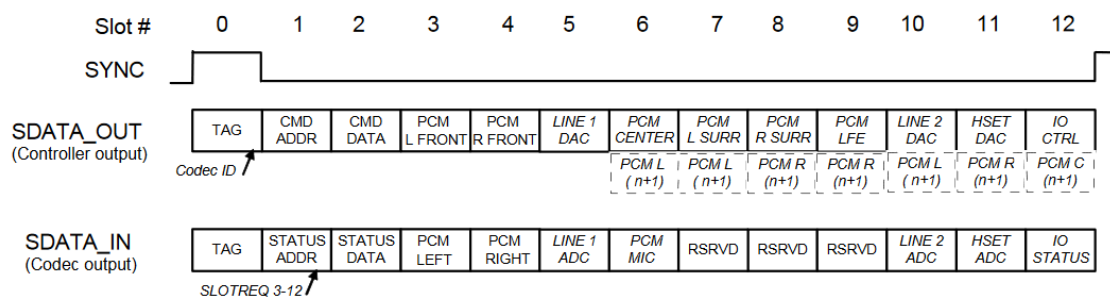 Slot # 0 1 2 3 4 5 6 7 8 9 10 11 12
SYNC
SDATA_OUT
(Controller output)
TAG
CMD
ADDR
CMD
DATA
PCM
L FRONT
PCM
R FRONT
LINE 1
DAC
PCM
CENTER
PCM
L SURR
PCM
R SURR
PCM
LFE
LINE 2
DAC
HSET
DAC
IO
CTRL
Codec ID
PCM L
( n+1)
PCM L
( n+1)
PCM R
(n+1)
PCM R
(n+1)
PCM L
( n+1)
PCM R
(n+1)
PCM C
(n+1)
SDATA_IN
(Codec output)
TAG
STATUS
ADDR
STATUS
DATA
PCM
LEFT
PCM
RIGHT
LINE 1
ADC
PCM
MIC
RSRVD
RSRVD
RSRVD
LINE 2
ADC
HSET
ADC
IO
STATUS
SLOTREQ 3-12